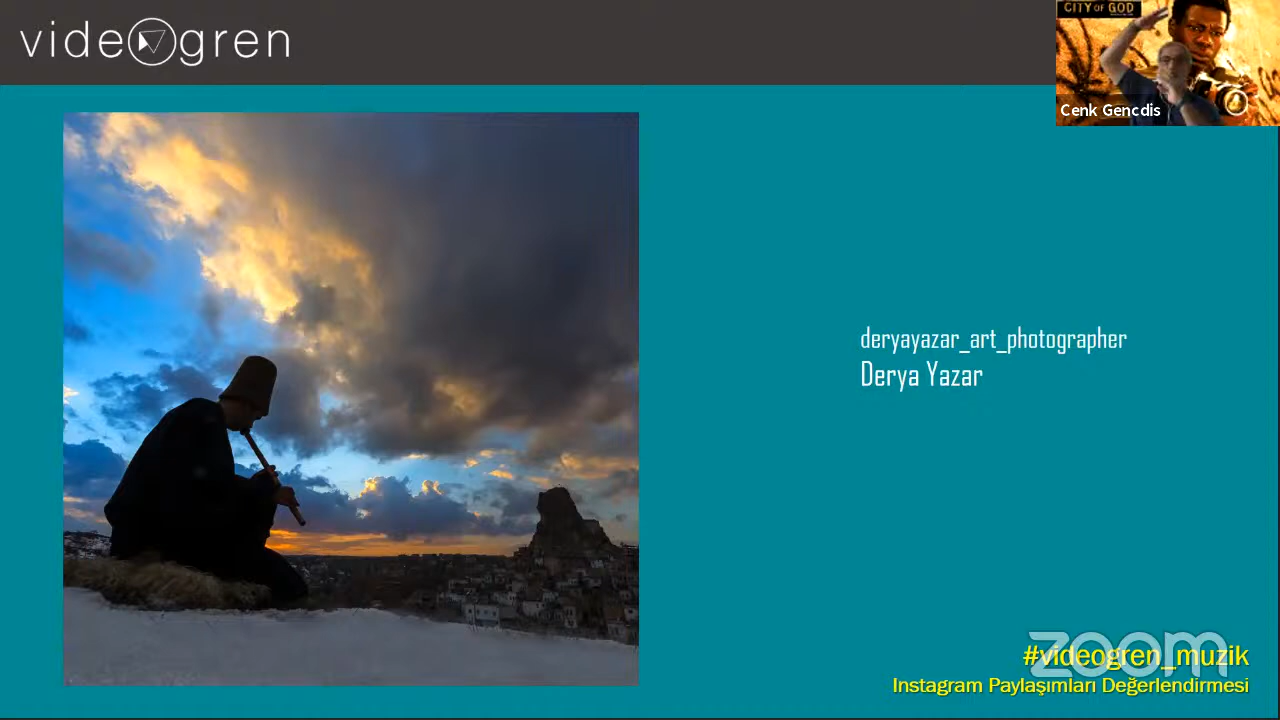 videogren
CITY OF GOD
Cenk Gencdis
deryayazar_art_photographer
Derya Yazar
zoom
#videogren_muzik
Instagram Paylaşımları Değerlendirmesi